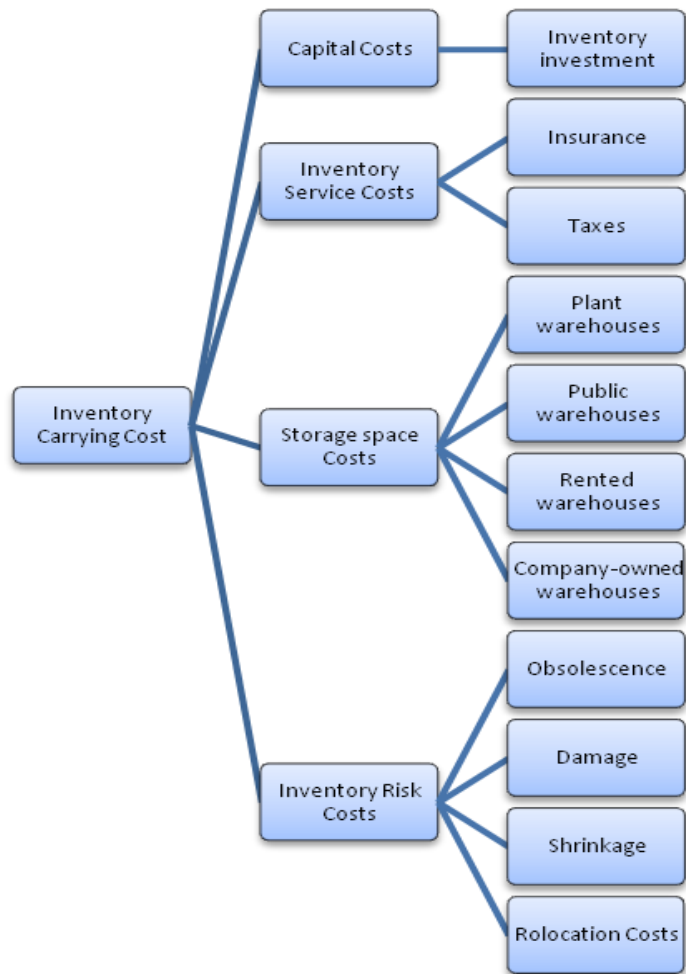 Capital Costs
Inventory
investment
Inventory
Service Costs
Insurance
Taxes
Inventory
Carrying Cost
Storage space
Costs
Plant
warehouses
Public
warehouses
Rented
warehouses
Company-owned
warehouses
Inventory Risk
Costs
Obsolescence
Damage
Shrinkage
Rolocation Costs